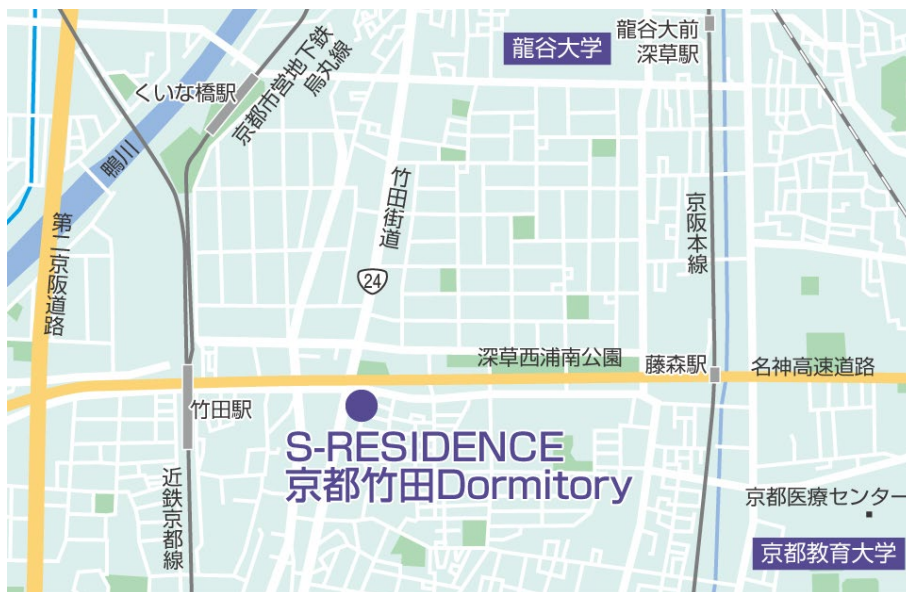 龍谷大学
龍谷大前
深草駅
くいな橋駅
京都市営地下鉄
烏丸線
鴨川
竹田街道
京阪本線
第二京阪道路
24
深草西浦南公園
藤森駅
名神高速道路
竹田駅
S-RESIDENCE
京都竹田Dormitory
近鉄京都線
京都医療センター
京都教育大学